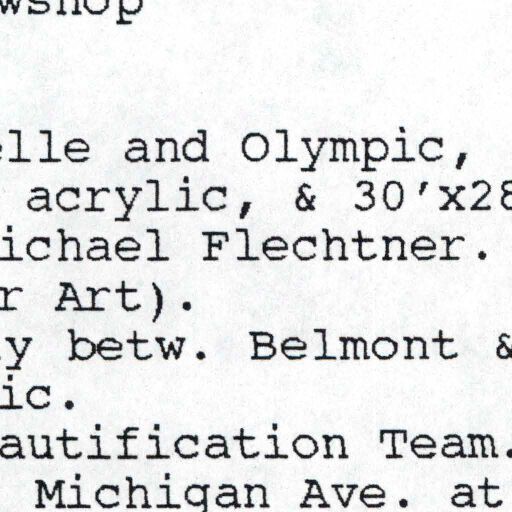 wshop
elle and Olympic,
acrylic, & 30'x28
ichael Flechtner.
r Art).
y betw. Belmont &
ic.
autification Team.
Michigan Ave. at